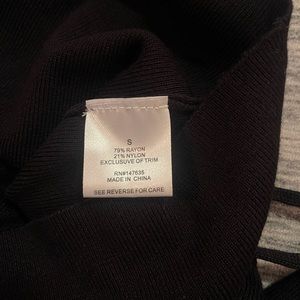 S
79% RAYON
21% NYLON
EXCLUSIVE OF TRIM
RN#147635
MADE IN CHINA
SEE REVERSE FOR CARE